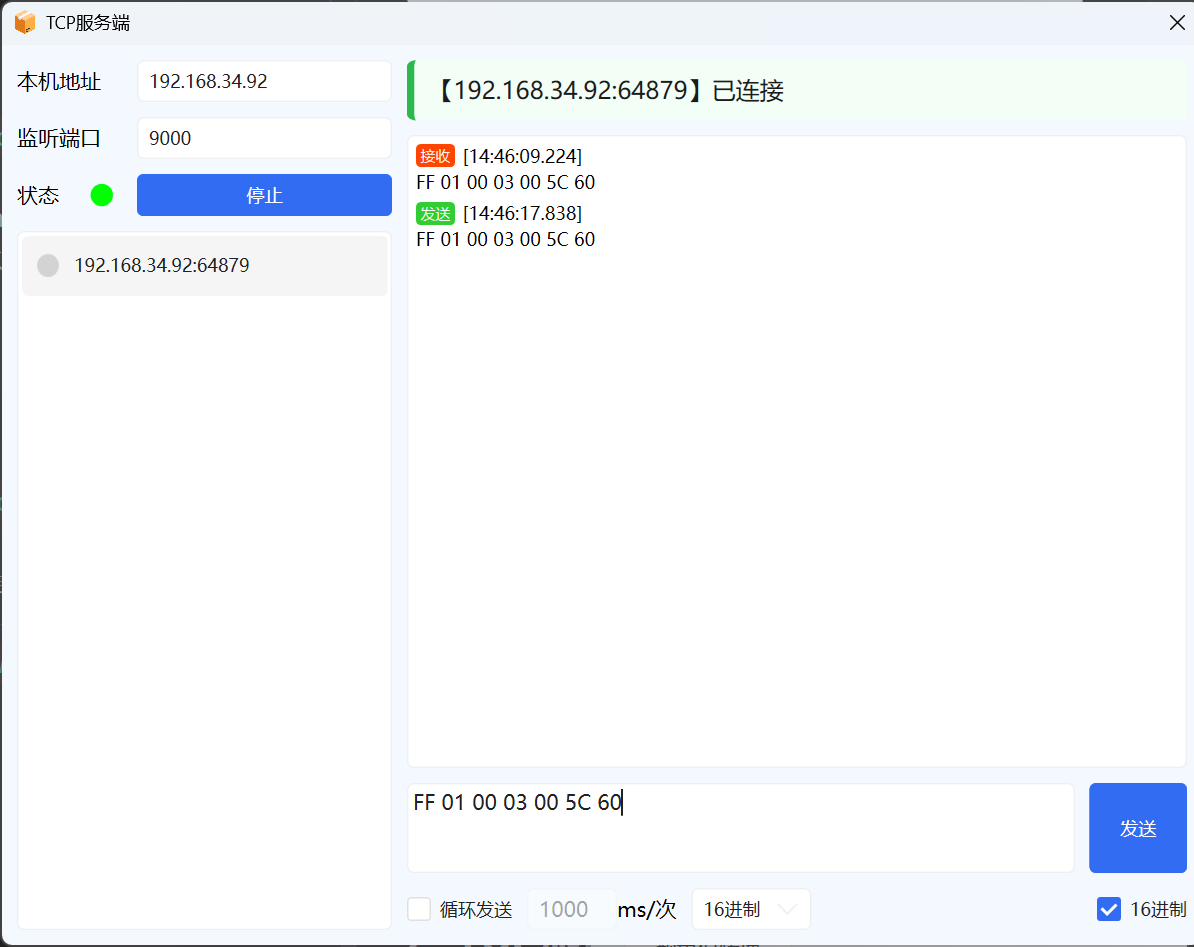 TCP服务端
本机地址 192.168.34.92
监听端口 9000
状态 停止
192.168.34.92:64879
【192.168.34.92:64879】已连接
接收 [14:46:09.224]
FF 01 00 03 00 5C 60
发送 [14:46:17.838]
FF 01 00 03 00 5C 60
FF 01 00 03 00 5C 60
发送
循环发送 1000 ms/次 16进制 16进制